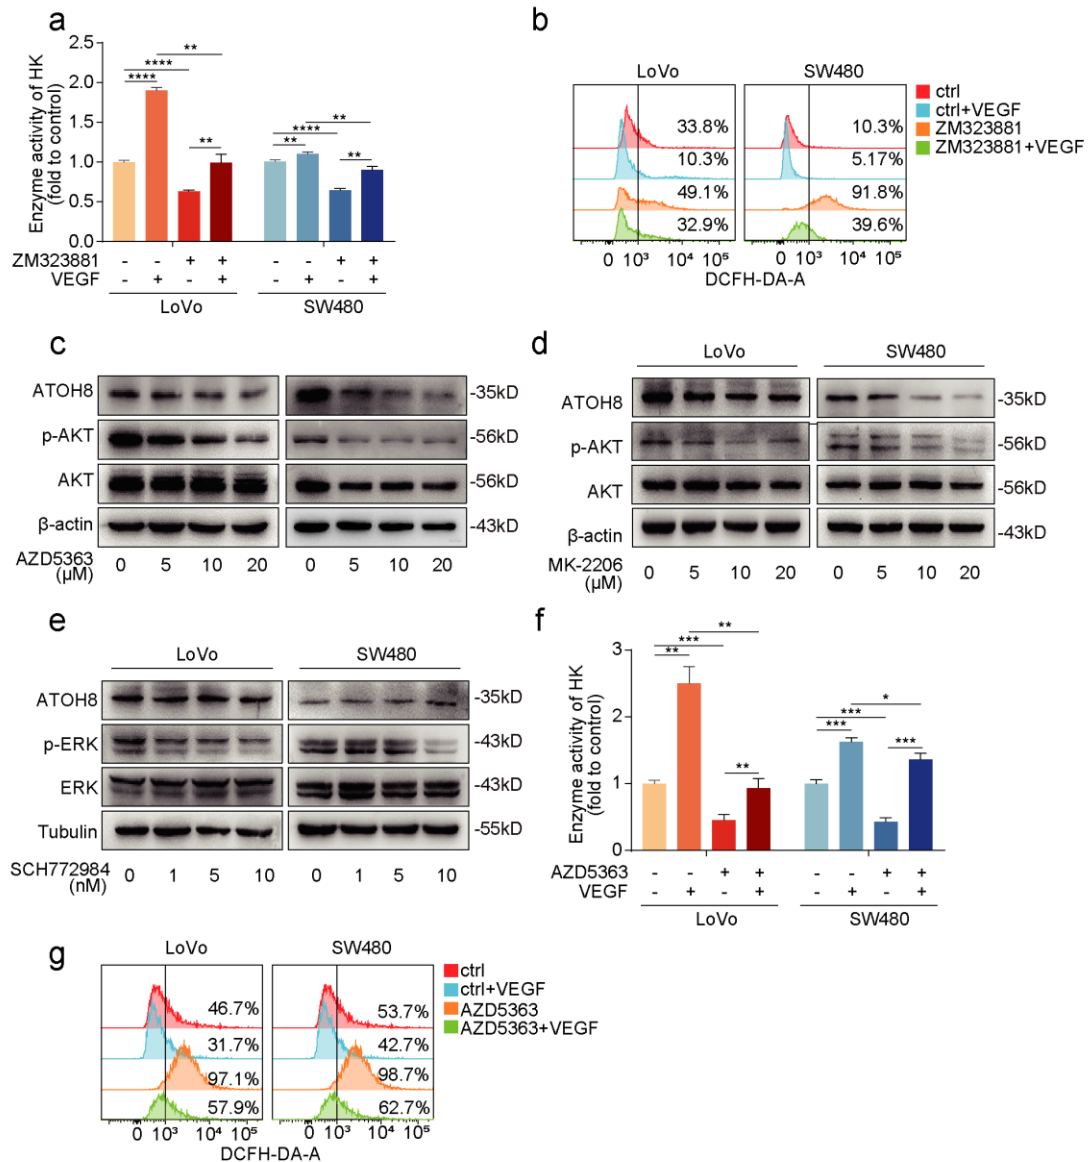 a
Enzyme activity of HK
(fold to control)
2.5
2.0
1.5
1.0
0.5
0.0
** 
****
****
**
**
****
**
**
ZM323881 - - + + - - + +
VEGF - + - + - + - +
LoVo SW480
b
LoVo SW480
33.8% 10.3%
10.3% 5.17%
49.1% 91.8%
32.9% 39.6%
0 10³ 10⁴ 10⁵ 0 10³ 10⁴ 10⁵
DCFH-DA-A
ctrl
ctrl+VEGF
ZM323881
ZM323881+VEGF
c
ATOH8 -35kD
p-AKT -56kD
AKT -56kD
β-actin -43kD
AZD5363 0 5 10 20 0 5 10 20
(μM)
d
LoVo SW480
ATOH8 -35kD
p-AKT -56kD
AKT -56kD
β-actin -43kD
MK-2206 0 5 10 20 0 5 10 20
(μM)
e
LoVo SW480
ATOH8 -35kD
p-ERK -43kD
ERK -43kD
Tubulin -55kD
SCH772984 0 1 5 10 0 1 5 10
(nM)
f
Enzyme activity of HK
(fold to control)
3
2
1
0
**
***
**
**
*
***
***
***
AZD5363 - - + + - - + +
VEGF - + - + - + - +
LoVo SW480
g
LoVo SW480
46.7% 53.7%
31.7% 42.7%
97.1% 98.7%
57.9% 62.7%
0 10³ 10⁴ 10⁵ 0 10³ 10⁴ 10⁵
DCFH-DA-A
ctrl
ctrl+VEGF
AZD5363
AZD5363+VEGF